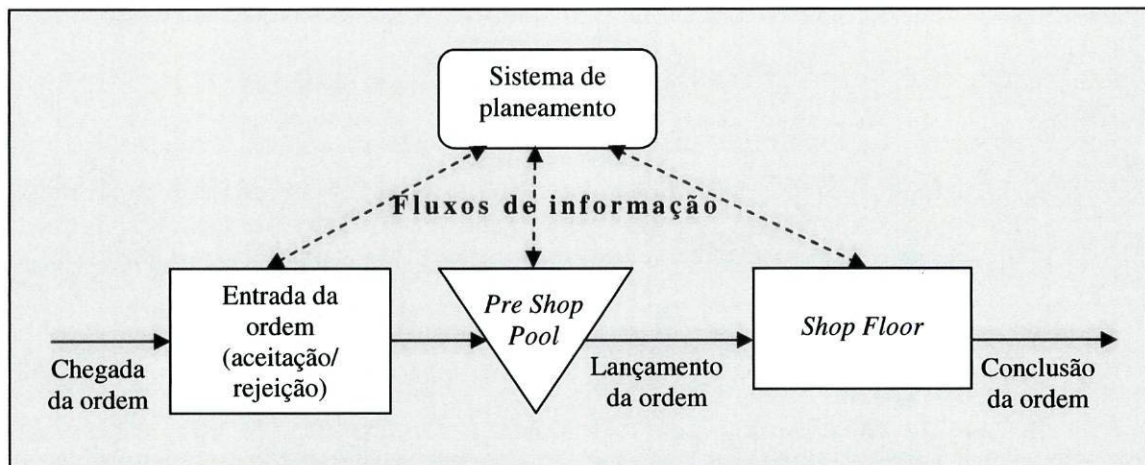 Sistema de
planeamento
Fluxos de informação
Entrada da
ordem
(aceitação/
rejeição)
Pre Shop
Pool
Shop Floor
Chegada
da ordem
Lançamento
da ordem
Conclusão
da ordem